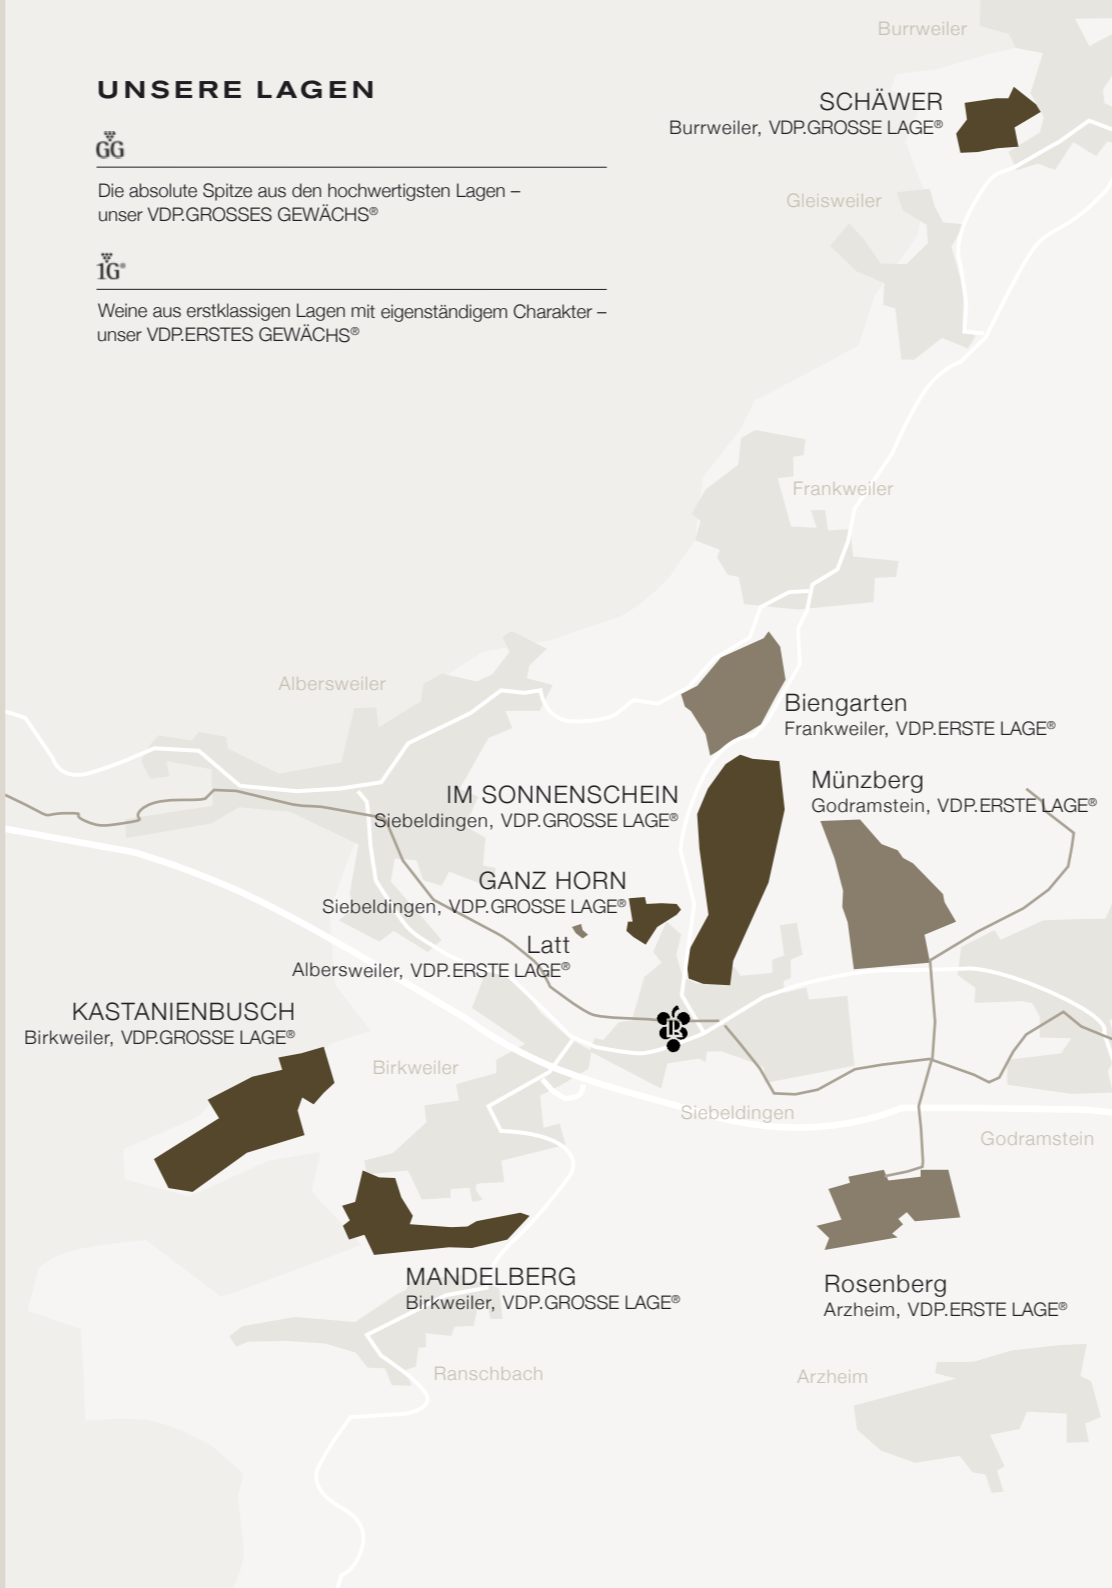 UNSERE LAGEN
GG
Die absolute Spitze aus den hochwertigsten Lagen –
unser VDP.GROSSES GEWÄCHS®
1G®
Weine aus erstklassigen Lagen mit eigenständigem Charakter –
unser VDP.ERSTES GEWÄCHS®
Burrweiler
SCHÄWER
Burrweiler, VDP.GROSSE LAGE®
Gleisweiler
Frankweiler
Albersweiler
Biengarten
Frankweiler, VDP.ERSTE LAGE®
Münzberg
Godramstein, VDP.ERSTE LAGE®
IM SONNENSCHEIN
Siebeldingen, VDP.GROSSE LAGE®
GANZ HORN
Siebeldingen, VDP.GROSSE LAGE®
Latt
Albersweiler, VDP.ERSTE LAGE®
KASTANIENBUSCH
Birkweiler, VDP.GROSSE LAGE®
Birkweiler
Siebeldingen
Godramstein
MANDELBERG
Birkweiler, VDP.GROSSE LAGE®
Rosenberg
Arzheim, VDP.ERSTE LAGE®
Ranschbach
Arzheim